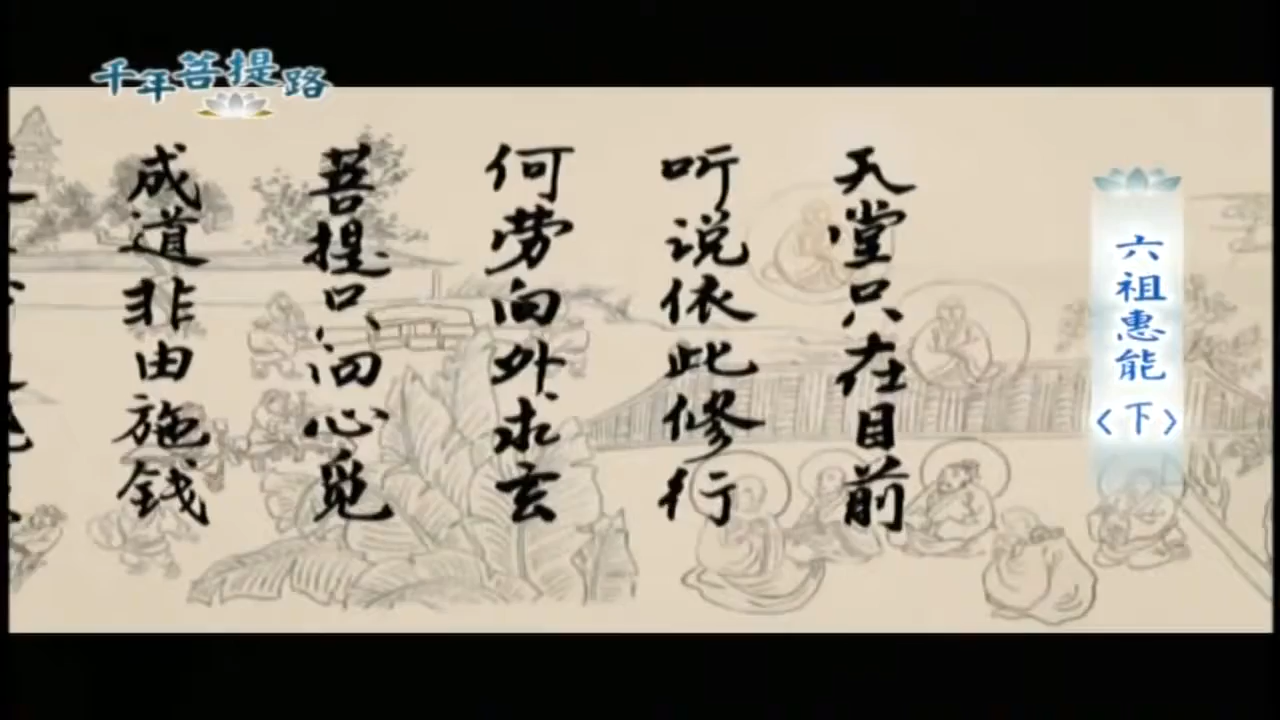 千年菩提路
成道非由施钱
菩提只向心觅
何劳向外求玄
听说依此修行
天堂只在目前
六祖惠能
〈下〉